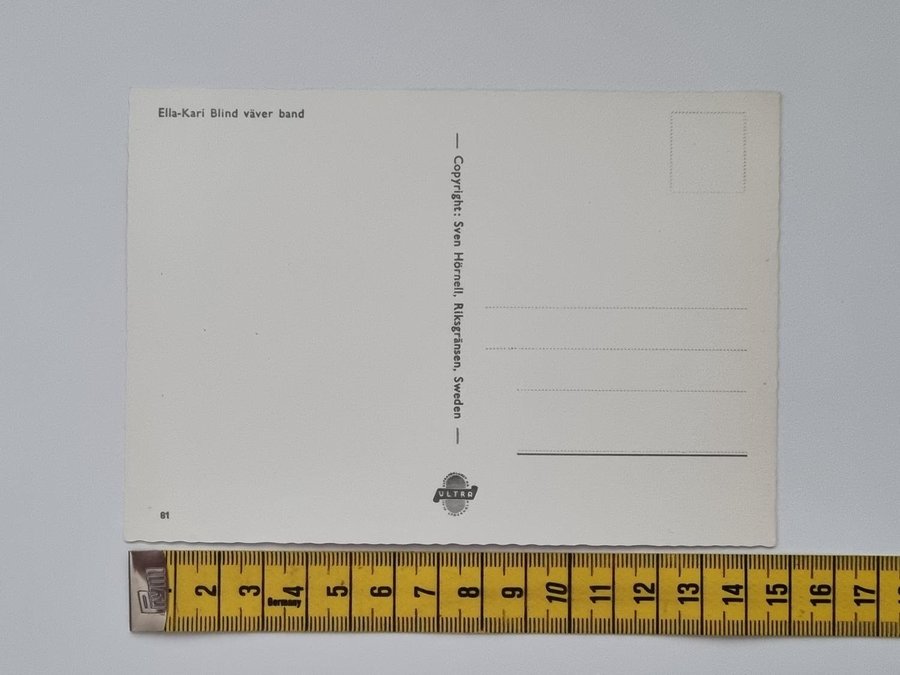 Ella-Kari Blind väver band
— Copyright: Sven Hörnell, Riksgränsen, Sweden —
ULTRA
61
2 3 4 5 6 7 8 9 10 11 12 13 14 15 16 17
Germany